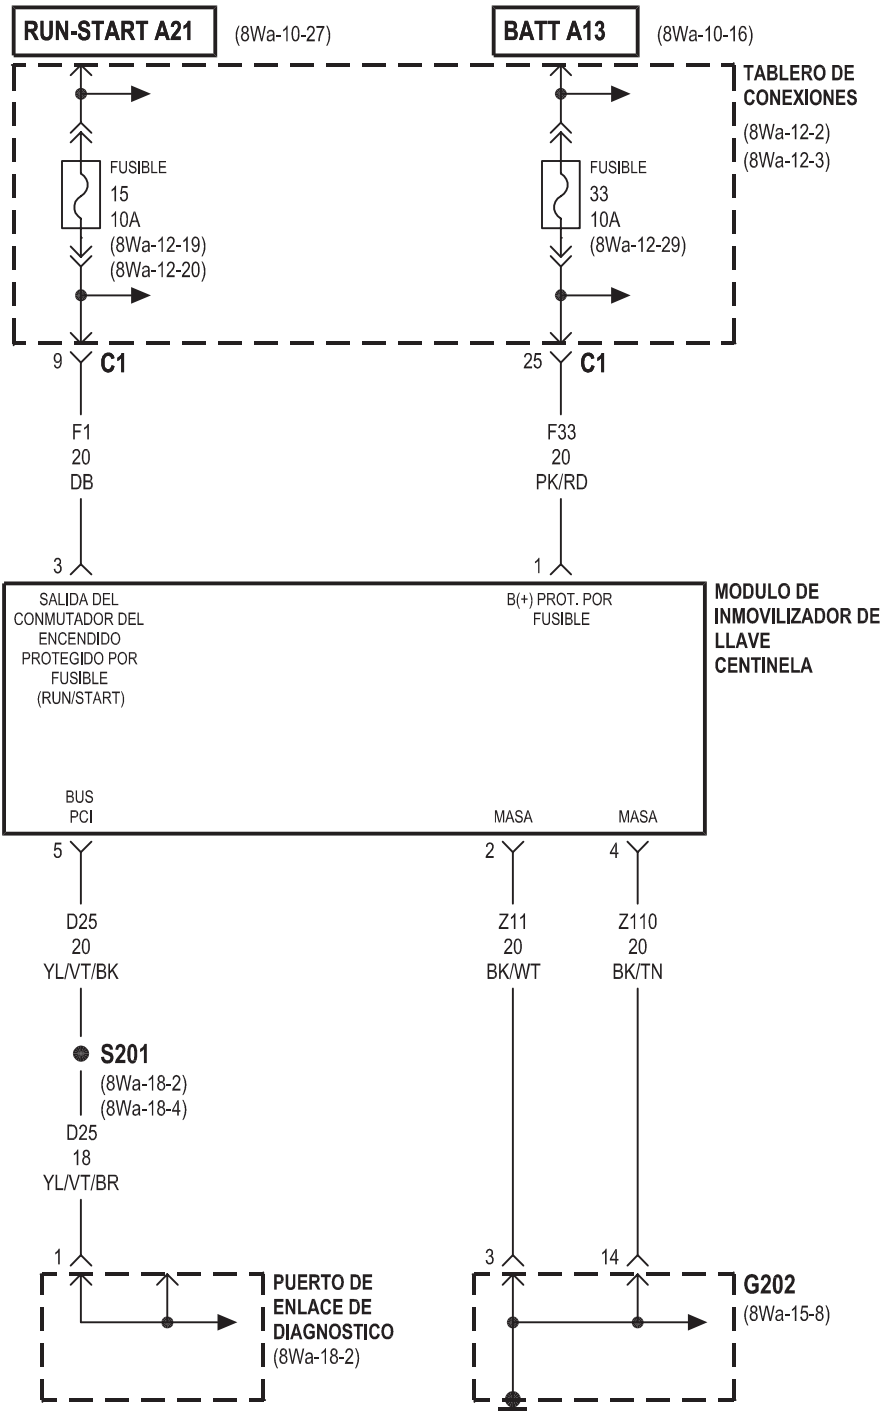 RUN-START A21
(8Wa-10-27)
BATT A13
(8Wa-10-16)
TABLERO DE
CONEXIONES
(8Wa-12-2)
(8Wa-12-3)
FUSIBLE
15
10A
(8Wa-12-19)
(8Wa-12-20)
FUSIBLE
33
10A
(8Wa-12-29)
9
C1
25
C1
F1
20
DB
F33
20
PK/RD
3
1
SALIDA DEL
CONMUTADOR DEL
ENCENDIDO
PROTEGIDO POR
FUSIBLE
(RUN/START)
B(+) PROT. POR
FUSIBLE
MODULO DE
INMOVILIZADOR DE
LLAVE
CENTINELA
BUS
PCI
MASA
MASA
5
2
4
D25
20
YL/VT/BK
Z11
20
BK/WT
Z110
20
BK/TN
S201
(8Wa-18-2)
(8Wa-18-4)
D25
18
YL/VT/BR
1
3
14
PUERTO DE
ENLACE DE
DIAGNOSTICO
(8Wa-18-2)
G202
(8Wa-15-8)